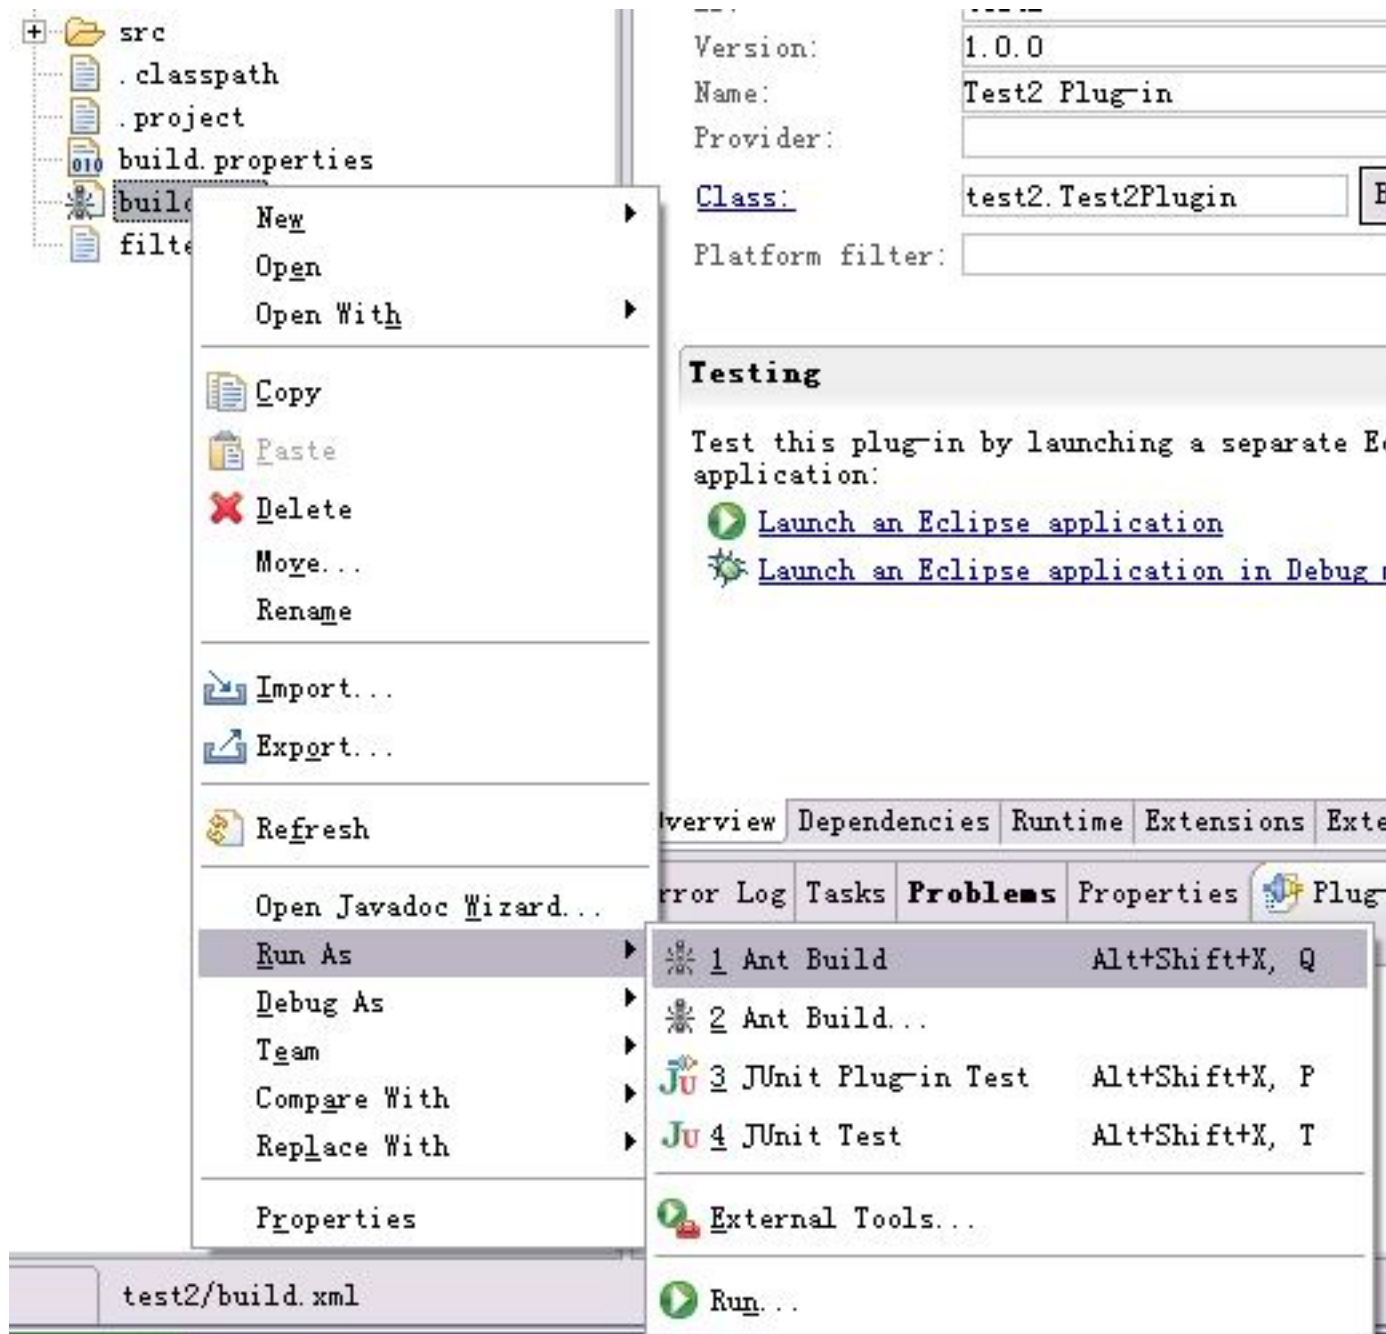 src
.classpath
.project
build.properties
New
Open
Open With
Copy
Paste
Delete
Move...
Rename
Import...
Export...
Refresh
Open Javadoc Wizard...
Run As
Debug As
Team
Compare With
Replace With
Properties
test2/build.xml
Version: 1.0.0
Name: Test2 Plug-in
Provider:
Class: test2.Test2Plugin
Platform filter:
Testing
Test this plug-in by launching a separate
application:
Launch an Eclipse application
Launch an Eclipse application in Debug
verview Dependencies Runtime Extensions Exte
rror Log Tasks Problems Properties Plug-
1 Ant Build Alt+Shift+X, Q
2 Ant Build...
3 JUnit Plug-in Test Alt+Shift+X, P
4 JUnit Test Alt+Shift+X, T
External Tools...
Run...